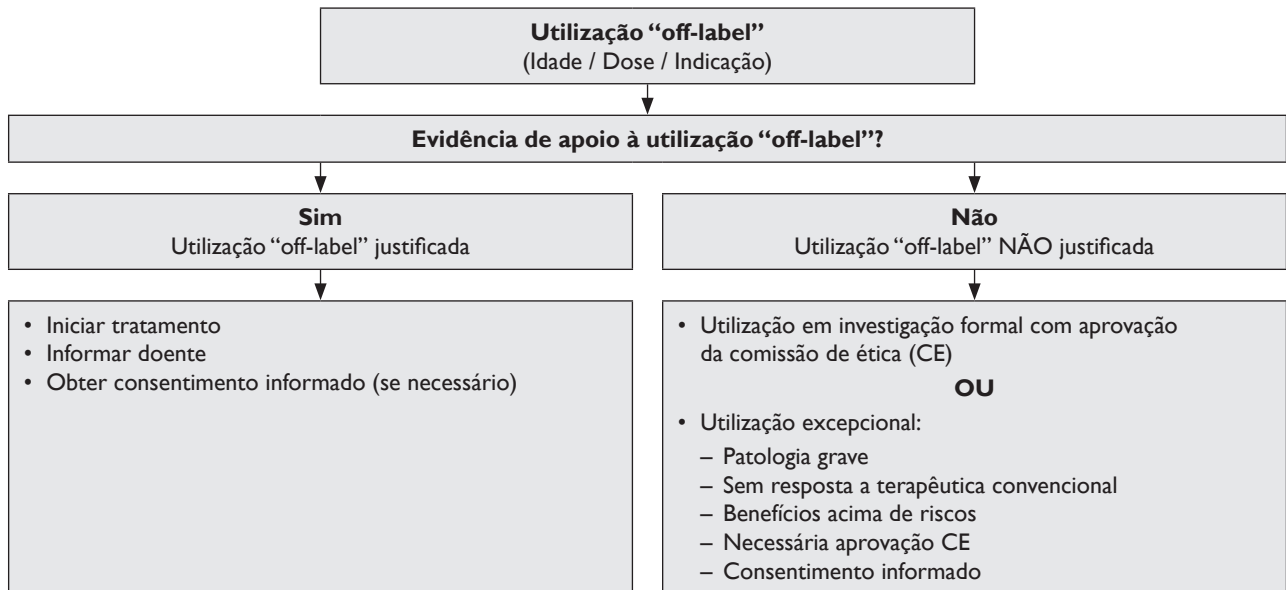 Utilização “off-label”
(Idade / Dose / Indicação)
Evidência de apoio à utilização “off-label”?
Sim
Utilização “off-label” justificada
Não
Utilização “off-label” NÃO justificada
• Iniciar tratamento
• Informar doente
• Obter consentimento informado (se necessário)
• Utilização em investigação formal com aprovação
da comissão de ética (CE)
OU
• Utilização excepcional:
– Patologia grave
– Sem resposta a terapêutica convencional
– Benefícios acima de riscos
– Necessária aprovação CE
– Consentimento informado